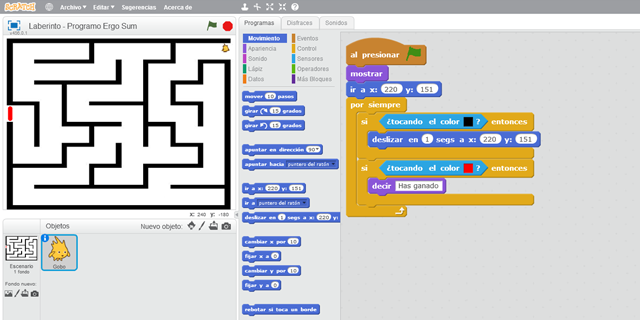 SCRATCH
Archivo ▼ Editar ▼ Sugerencias Acerca de
Laberinto - Programo Ergo Sum
Programas Disfraces Sonidos
Movimiento
Apariencia
Sonido
Lápiz
Datos
Eventos
Control
Sensores
Operadores
Más Bloques
mover 10 pasos
girar 15 grados
girar 15 grados
apuntar en dirección 90▼
apuntar hacia puntero del ratón
ir a x: 220 y: 151
ir a puntero del ratón
deslizar en 1 segs a x: 220 y:
cambiar x por 10
fijar x a 0
cambiar y por 10
fijar y a 0
rebotar si toca un borde
al presionar
mostrar
ir a x: 220 y: 151
por siempre
si ¿tocando el color ? entonces
deslizar en 1 segs a x: 220 y: 151
si ¿tocando el color ? entonces
decir Has ganado
x: 240 y: -180
Objetos Nuevo objeto:
Escenario
1 fondo
Fondo nuevo:
Gobo